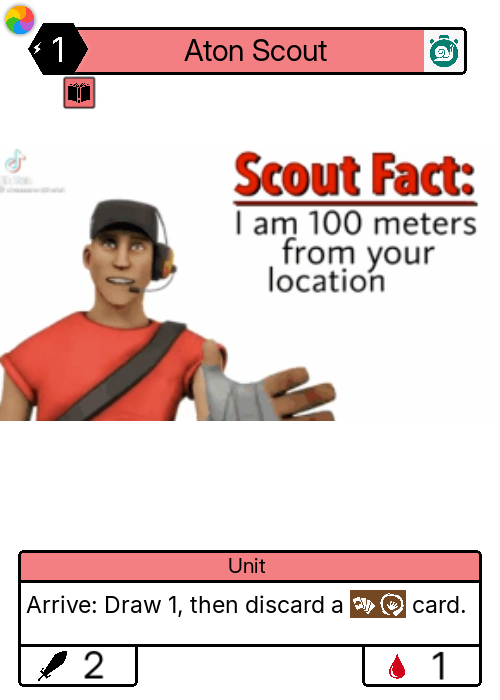 1
Aton Scout
Scout Fact:
I am 100 meters
from your
location
Unit
Arrive: Draw 1, then discard a card.
2
1